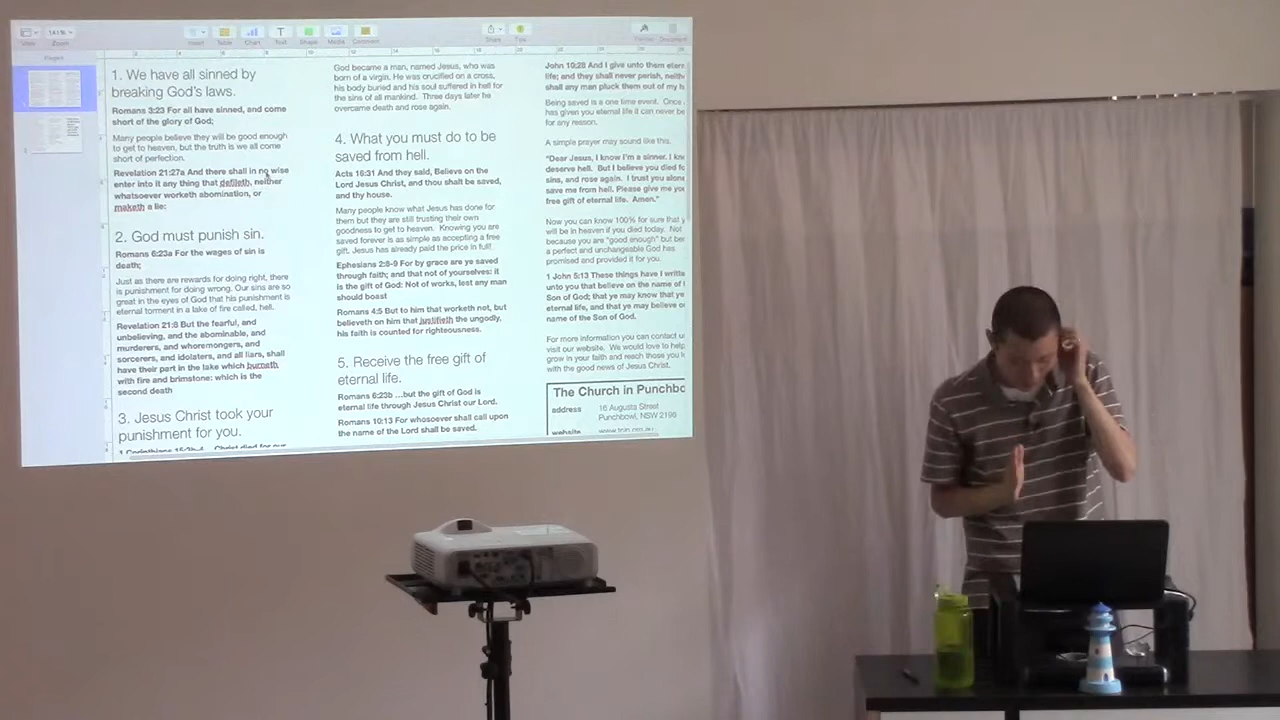 View
141%
Zoom
Insert
Table
Chart
Text
Shape
Media
Comment
Share
Tips
Format
Document
Pages
1. We have all sinned by
breaking God's laws.
Romans 3:23 For all have sinned, and come
short of the glory of God;
Many people believe they will be good enough
to get to heaven, but the truth is we all come
short of perfection.
Revelation 21:27a And there shall in no wise
enter into it any thing that defileth, neither
whatsoever worketh abomination, or
maketh a lie:
2. God must punish sin.
Romans 6:23a For the wages of sin is
death;
Just as there are rewards for doing right, there
is punishment for doing wrong. Our sins are so
great in the eyes of God that his punishment is
eternal torment in a lake of fire called, hell.
Revelation 21:8 But the fearful, and
unbelieving, and the abominable, and
murderers, and whoremongers, and
sorcerers, and idolaters, and all liars, shall
have their part in the lake which burneth
with fire and brimstone: which is the
second death
3. Jesus Christ took your
punishment for you.
God became a man, named Jesus, who was
born of a virgin. He was crucified on a cross,
his body buried and his soul suffered in hell for
the sins of all mankind. Three days later he
overcame death and rose again.
4. What you must do to be
saved from hell.
Acts 16:31 And they said, Believe on the
Lord Jesus Christ, and thou shalt be saved,
and thy house.
Many people know what Jesus has done for
them but they are still trusting their own
goodness to get to heaven. Knowing you are
saved forever is as simple as accepting a free
gift. Jesus has already paid the price in full!
Ephesians 2:8-9 For by grace are ye saved
through faith; and that not of yourselves: it
is the gift of God: Not of works, lest any man
should boast
Romans 4:5 But to him that worketh not, but
believeth on him that justifieth the ungodly,
his faith is counted for righteousness.
5. Receive the free gift of
eternal life.
Romans 6:23b ...but the gift of God is
eternal life through Jesus Christ our Lord.
Romans 10:13 For whosoever shall call upon
the name of the Lord shall be saved.
John 10:28 And I give unto them etern
life; and they shall never perish, neith
shall any man pluck them out of my h
Being saved is a one time event. Once
has given you eternal life it can never be
for any reason.
A simple prayer may sound like this.
"Dear Jesus, I know I'm a sinner. I kno
deserve hell. But I believe you died fo
sins, and rose again. I trust you alone
save me from hell. Please give me you
free gift of eternal life. Amen."
Now you can know 100% for sure that y
will be in heaven if you died today. Not
because you are "good enough" but be
a perfect and unchangeable God has
promised and provided it for you.
1 John 5:13 These things have I writte
unto you that believe on the name of t
Son of God; that ye may know that ye
eternal life, and that ye may believe o
name of the Son of God.
For more information you can contact u
visit our website. We would love to help
grow in your faith and reach those you l
with the good news of Jesus Christ.
The Church in Punchbo
address 16 Augusta Street
Punchbowl, NSW 2196
website